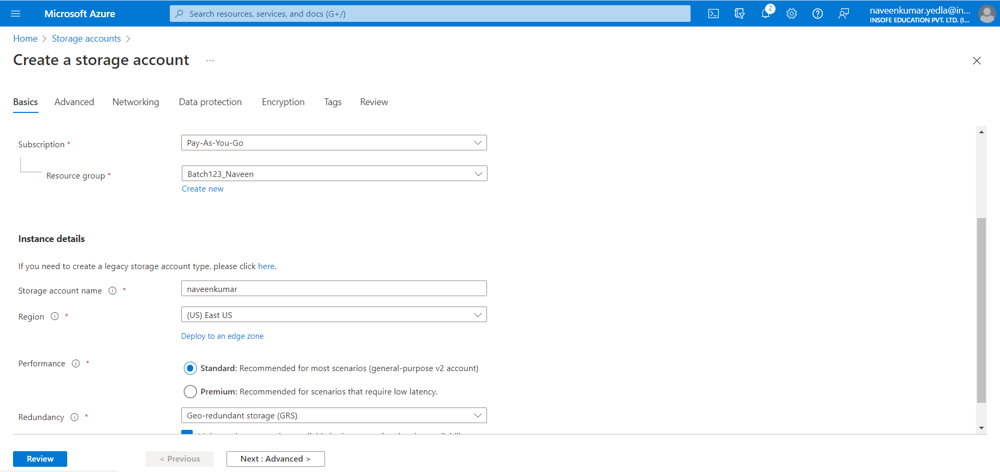 Microsoft Azure
Search resources, services, and docs (G+/)
2
naveenkumar.yedla@in...
INSOFE EDUCATION PVT. LTD. (I...
Home > Storage accounts >
Create a storage account ...
Basics Advanced Networking Data protection Encryption Tags Review
Subscription * Pay-As-You-Go
Resource group * Batch123_Naveen
Create new
Instance details
If you need to create a legacy storage account type, please click here.
Storage account name * naveenkumar
Region * (US) East US
Deploy to an edge zone
Performance * Standard: Recommended for most scenarios (general-purpose v2 account)
Premium: Recommended for scenarios that require low latency.
Redundancy * Geo-redundant storage (GRS)
Review < Previous Next : Advanced >